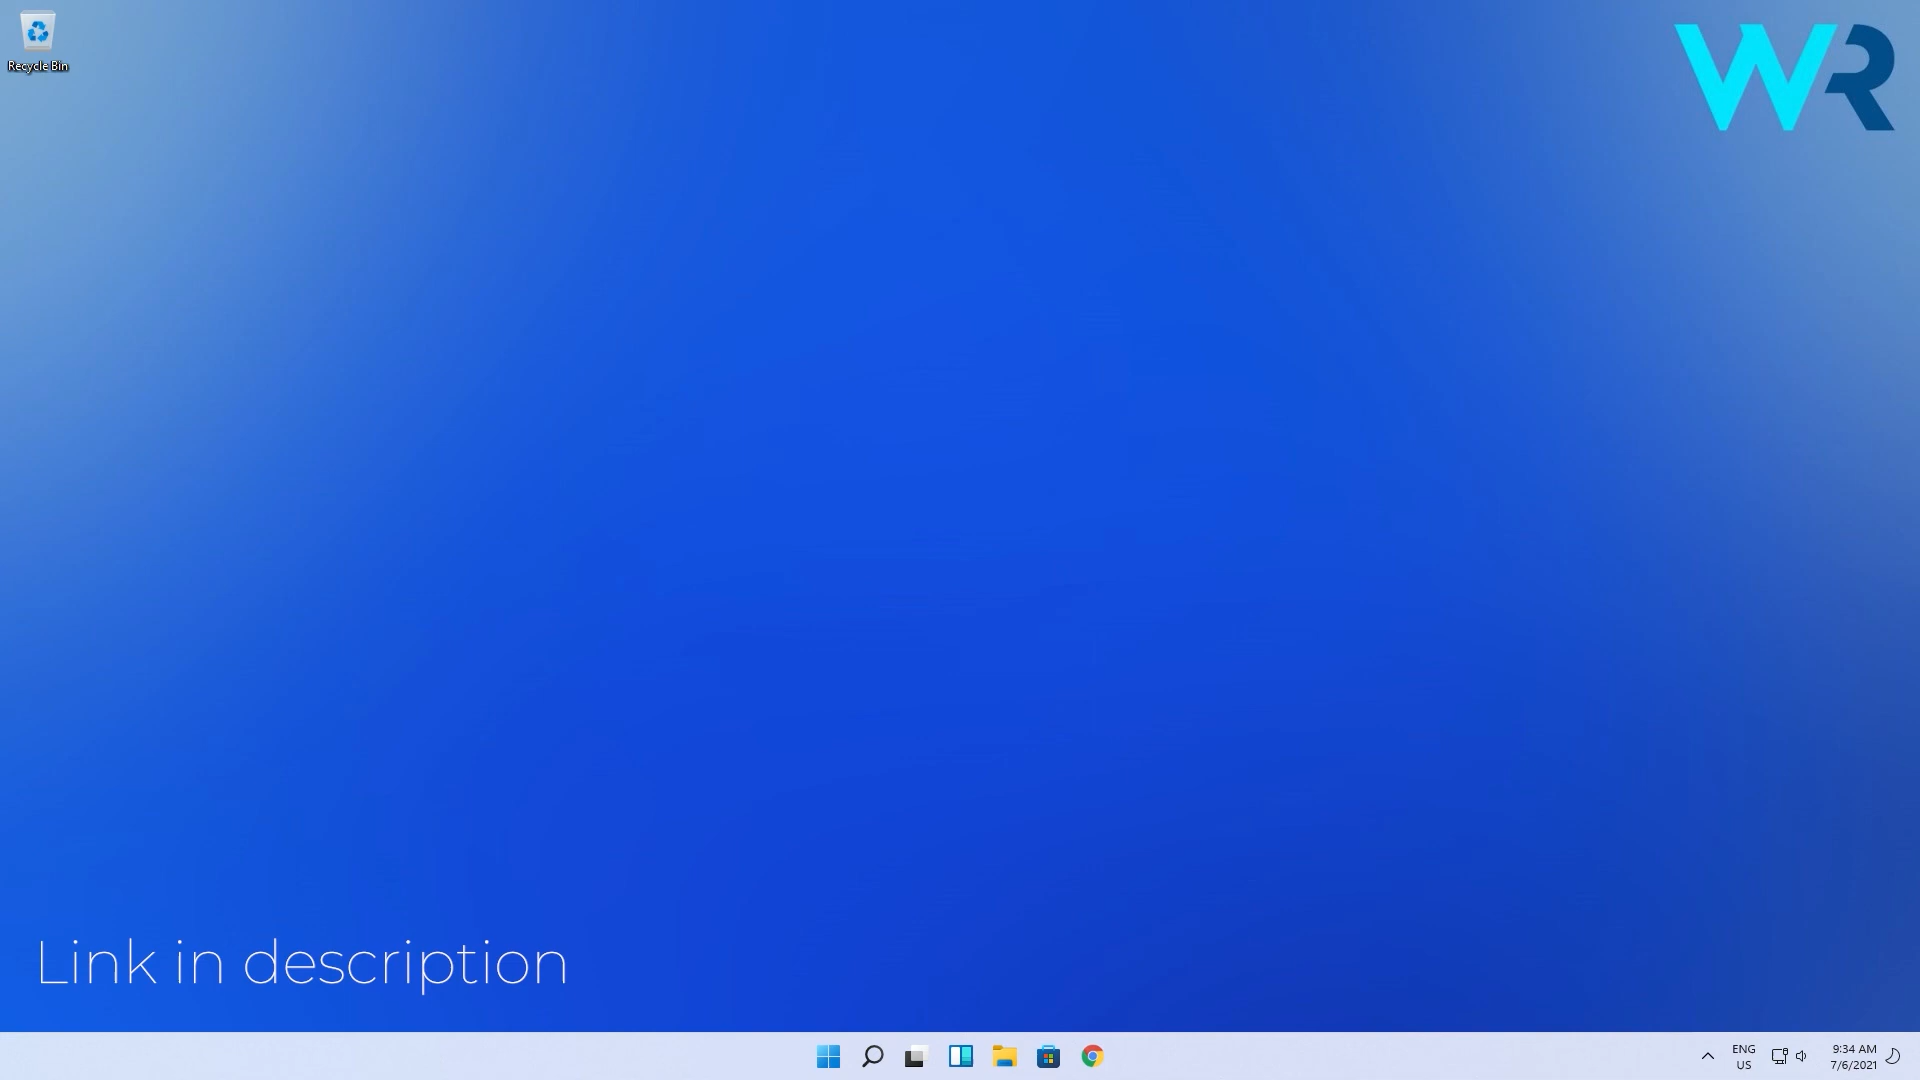 Recycle Bin
WR
Link in description
ENG
US
9:34 AM
7/6/2021